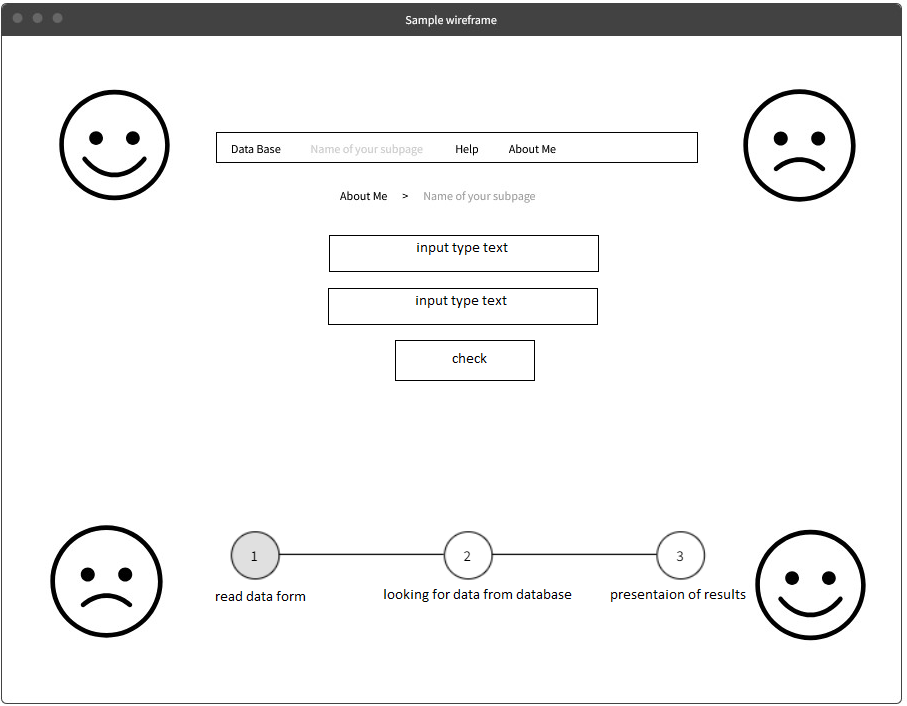 Sample wireframe
Data Base Name of your subpage Help About Me
About Me > Name of your subpage
input type text
input type text
check
1 2 3
read data form looking for data from database presentaion of results